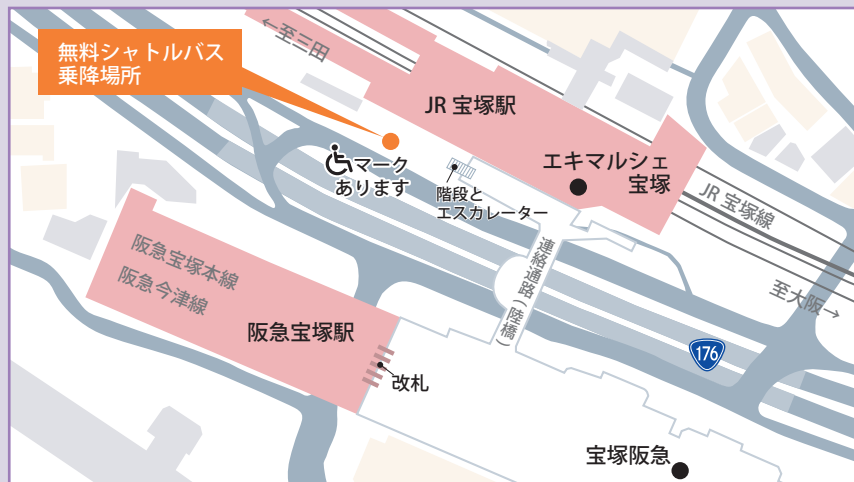 ←至三田
無料シャトルバス
乗降場所
JR 宝塚駅
マーク
あります
エキマルシェ
宝塚
階段と
エスカレーター
JR 宝塚線
連絡通路(陸橋)
至大阪→
阪急宝塚本線
阪急今津線
阪急宝塚駅
176
改札
宝塚阪急